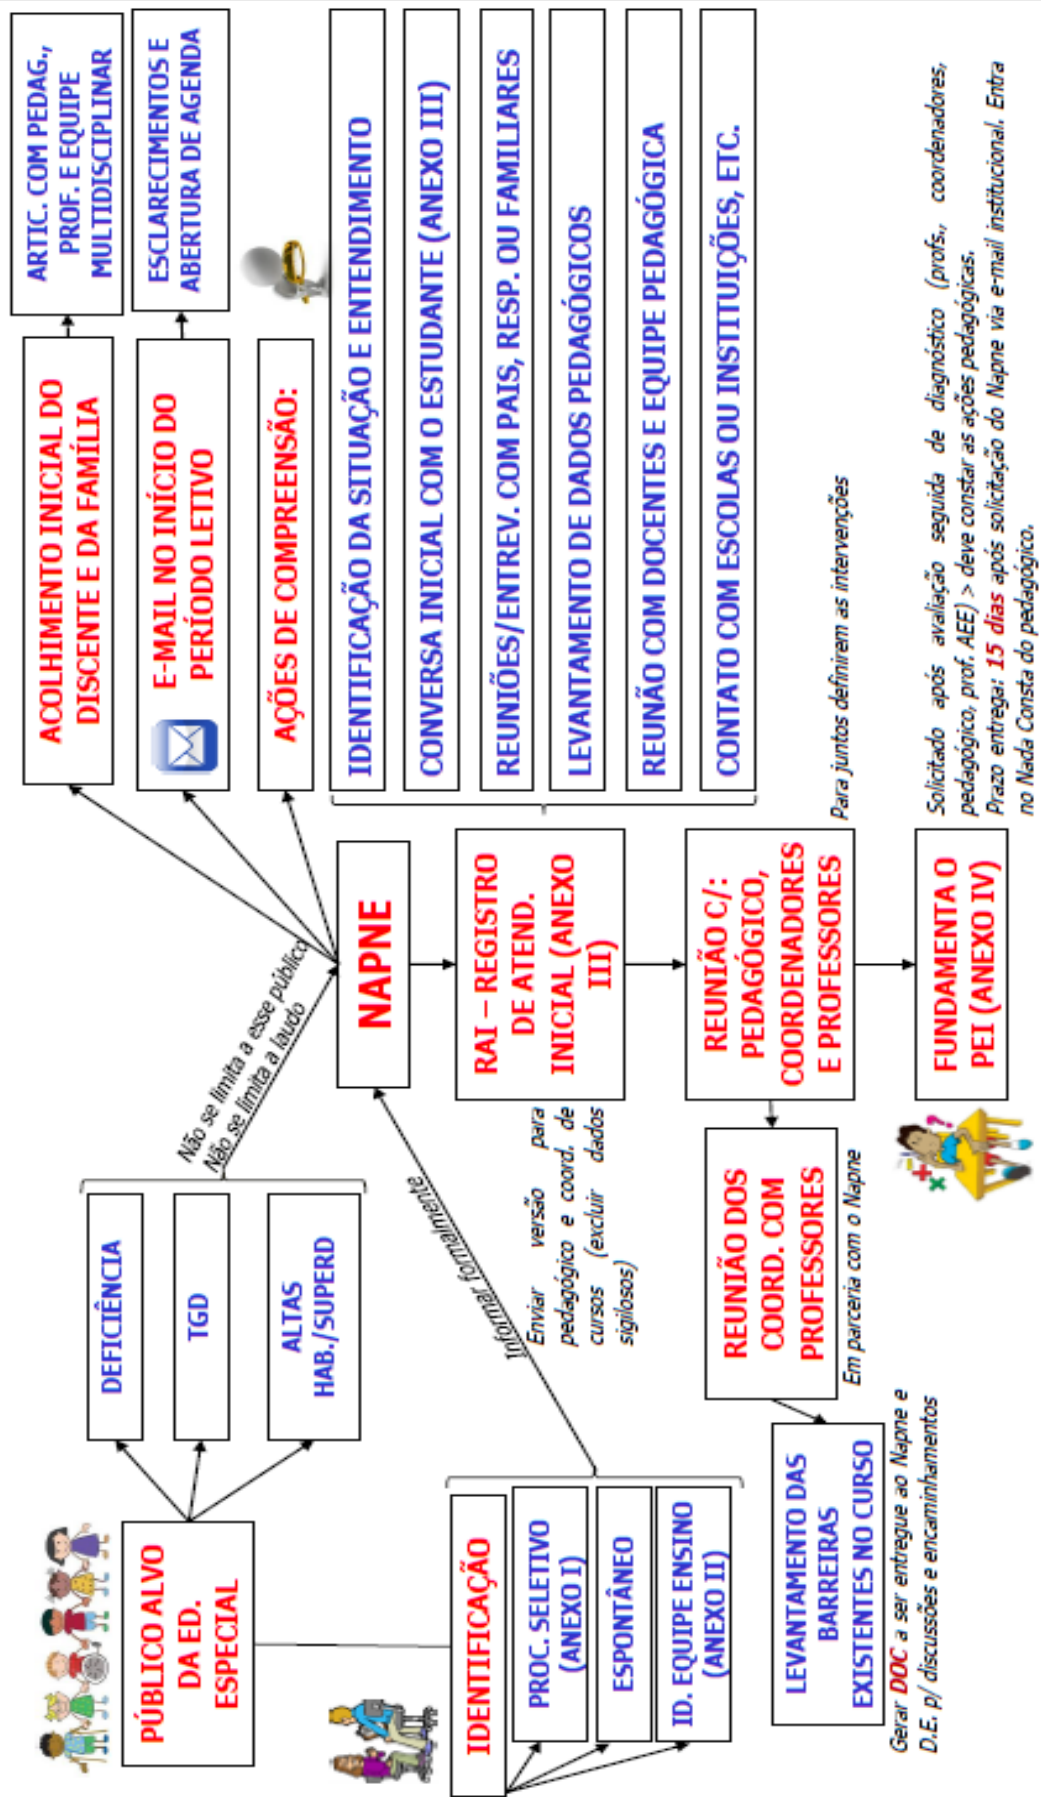 PÚBLICO ALVO
DA ED.
ESPECIAL
DEFICIÊNCIA
TGD
ALTAS
HAB./SUPERD
Não se limita a esse público
Não se limita a laudo
NAPNE
ACOLHIMENTO INICIAL DO
DISCENTE E DA FAMÍLIA
ARTIC. COM PEDAG.,
PROF. E EQUIPE
MULTIDISCIPLINAR
E-MAIL NO INÍCIO DO
PERÍODO LETIVO
ESCLARECIMENTOS E
ABERTURA DE AGENDA
AÇÕES DE COMPREENSÃO:
IDENTIFICAÇÃO DA SITUAÇÃO E ENTENDIMENTO
CONVERSA INICIAL COM O ESTUDANTE (ANEXO III)
REUNIÕES/ENTREV. COM PAIS, RESP. OU FAMILIARES
LEVANTAMENTO DE DADOS PEDAGÓGICOS
REUNÃO COM DOCENTES E EQUIPE PEDAGÓGICA
CONTATO COM ESCOLAS OU INSTITUIÇÕES, ETC.
IDENTIFICAÇÃO
PROC. SELETIVO
(ANEXO I)
ESPONTÂNEO
ID. EQUIPE ENSINO
(ANEXO II)
Informar formalmente
RAI – REGISTRO
DE ATEND.
INICIAL (ANEXO
III)
Enviar versão para
pedagógico e coord. de
cursos (excluir dados
sigilosos)
REUNIÃO C/:
PEDAGÓGICO,
COORDENADORES
E PROFESSORES
Para juntos definirem as intervenções
REUNIÃO DOS
COORD. COM
PROFESSORES
Em parceria com o Napne
LEVANTAMENTO DAS
BARREIRAS
EXISTENTES NO CURSO
Gerar DOC a ser entregue ao Napne e
D.E. p/ discussões e encaminhamentos
FUNDAMENTA O
PEI (ANEXO IV)
Solicitado após avaliação seguida de diagnóstico (profs., coordenadores,
pedagógico, prof. AEE) > deve constar as ações pedagógicas.
Prazo entrega: 15 dias após solicitação do Napne via e-mail institucional. Entra
no Nada Consta do pedagógico.